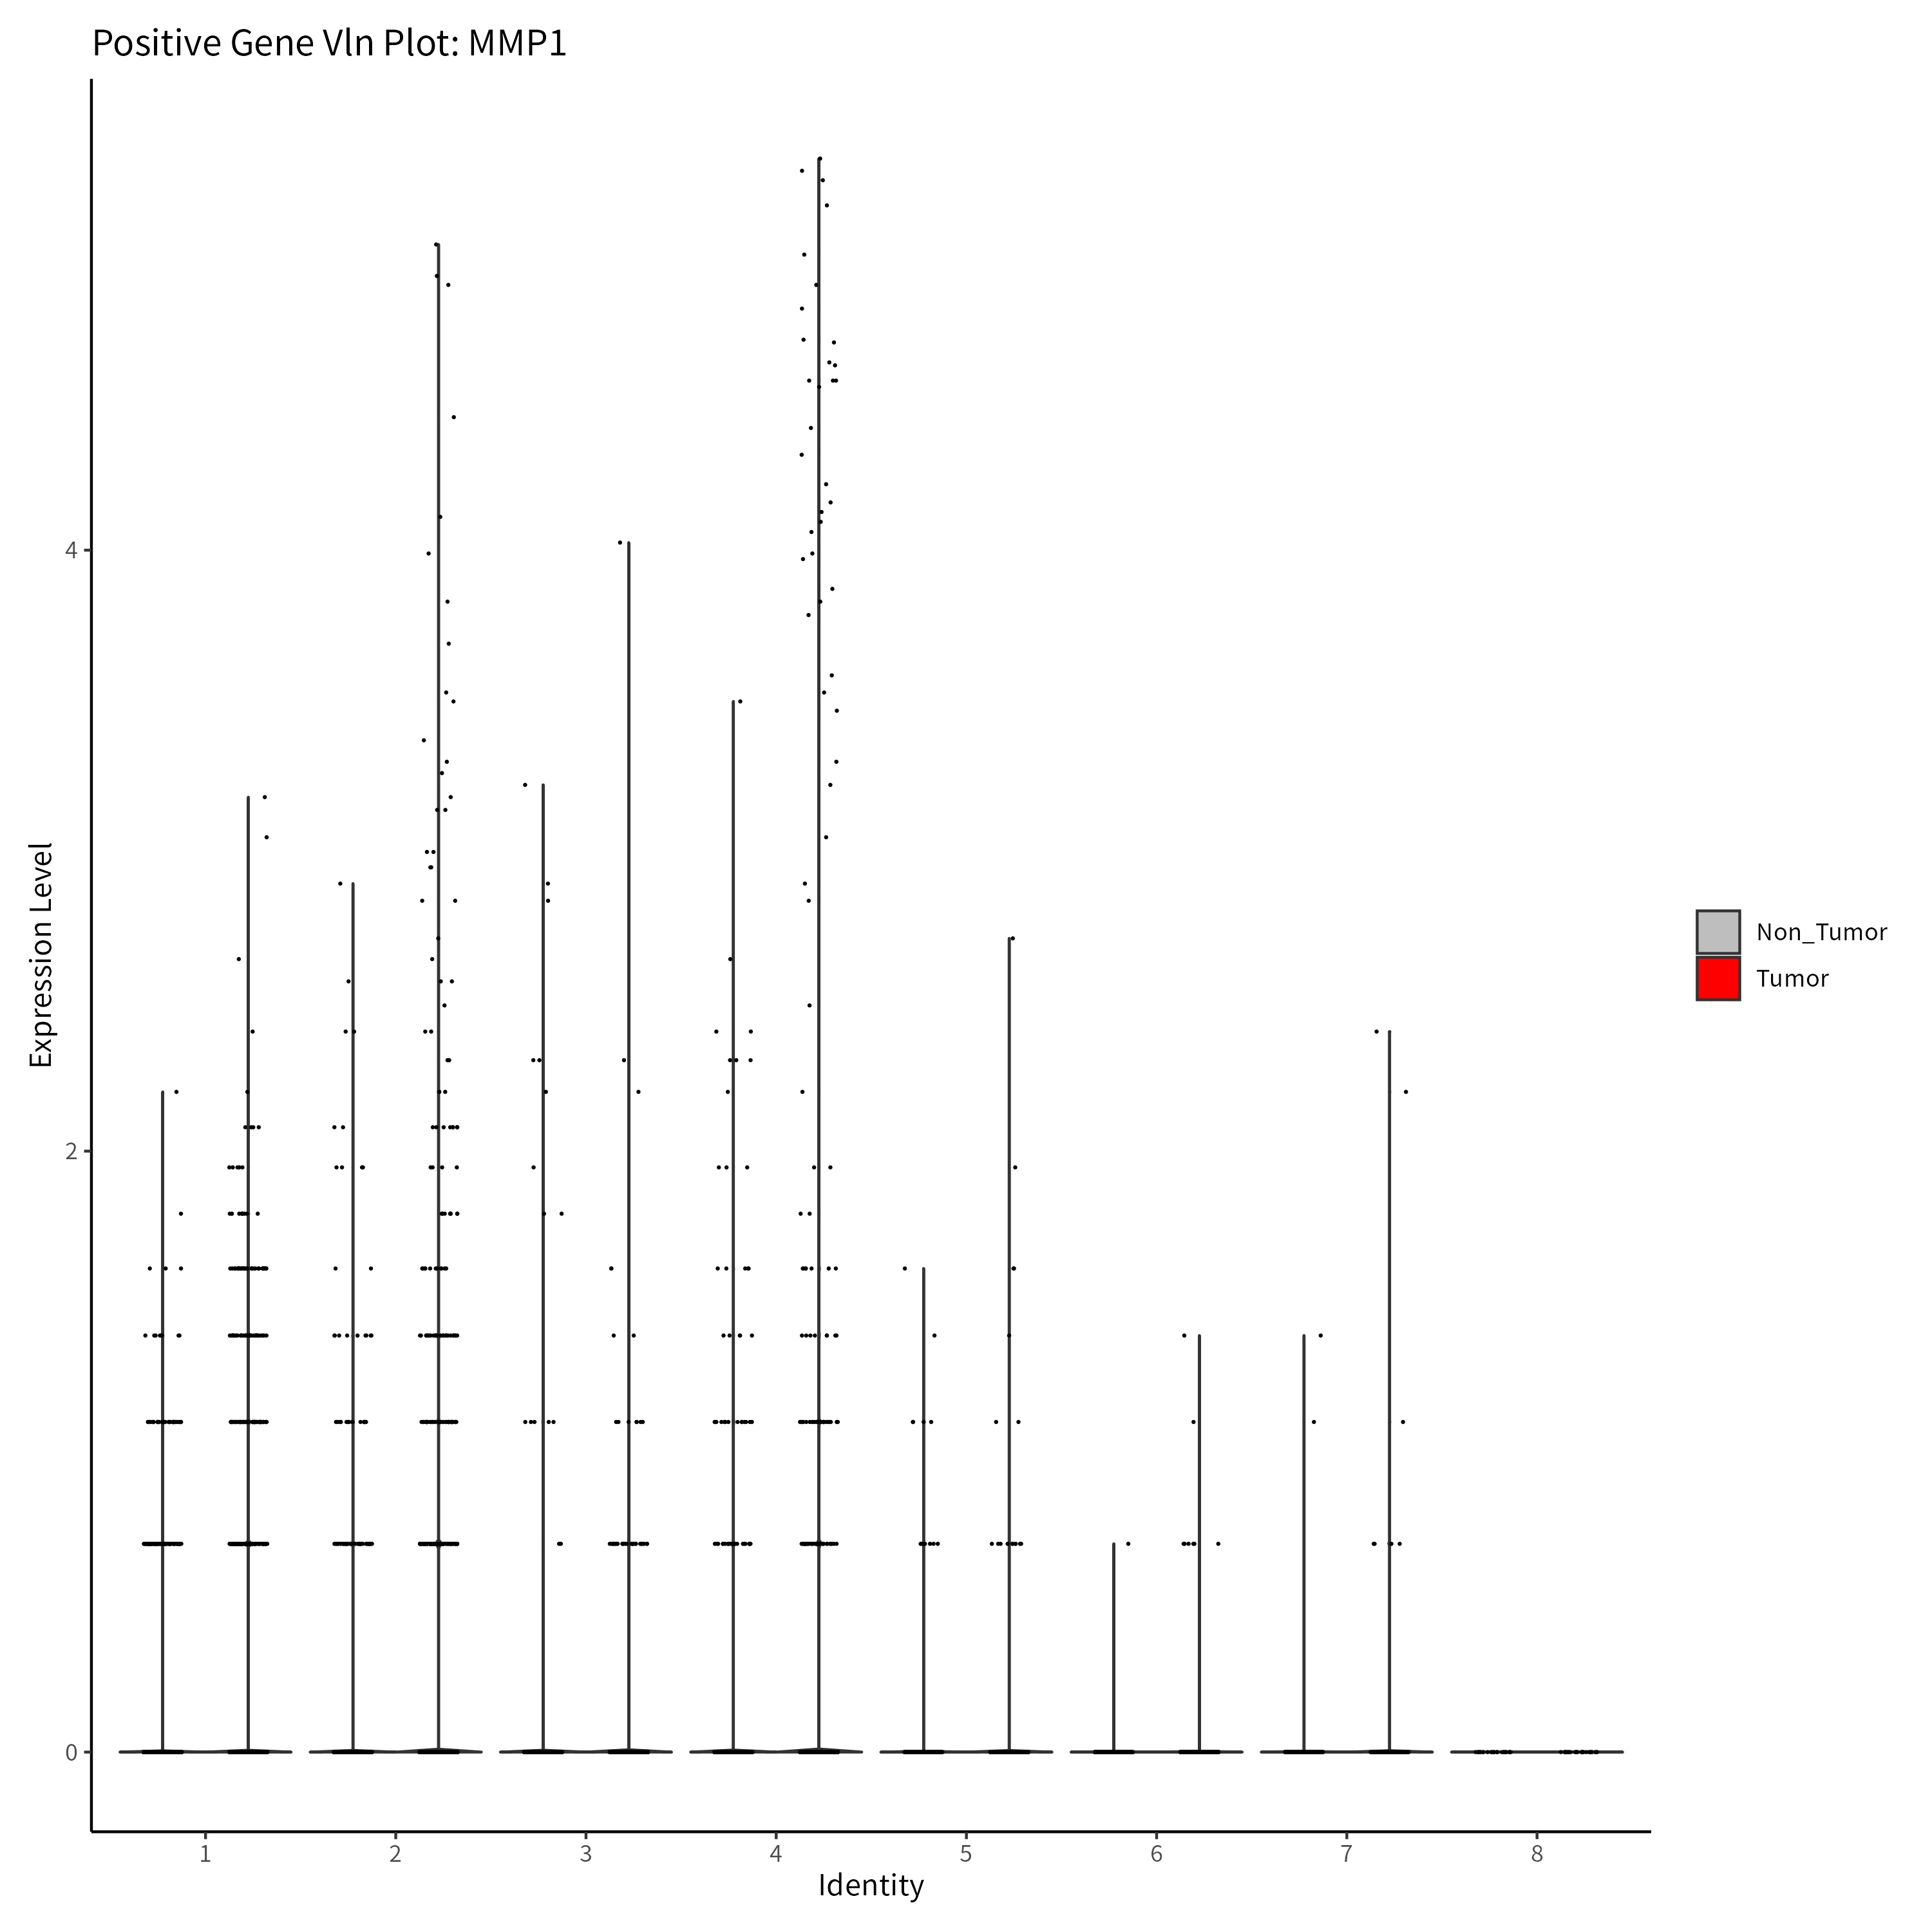 Positive Gene Vln Plot: MMP1
Expression Level
4
2
0
1 2 3 4 5 6 7 8
Identity
Non_Tumor
Tumor